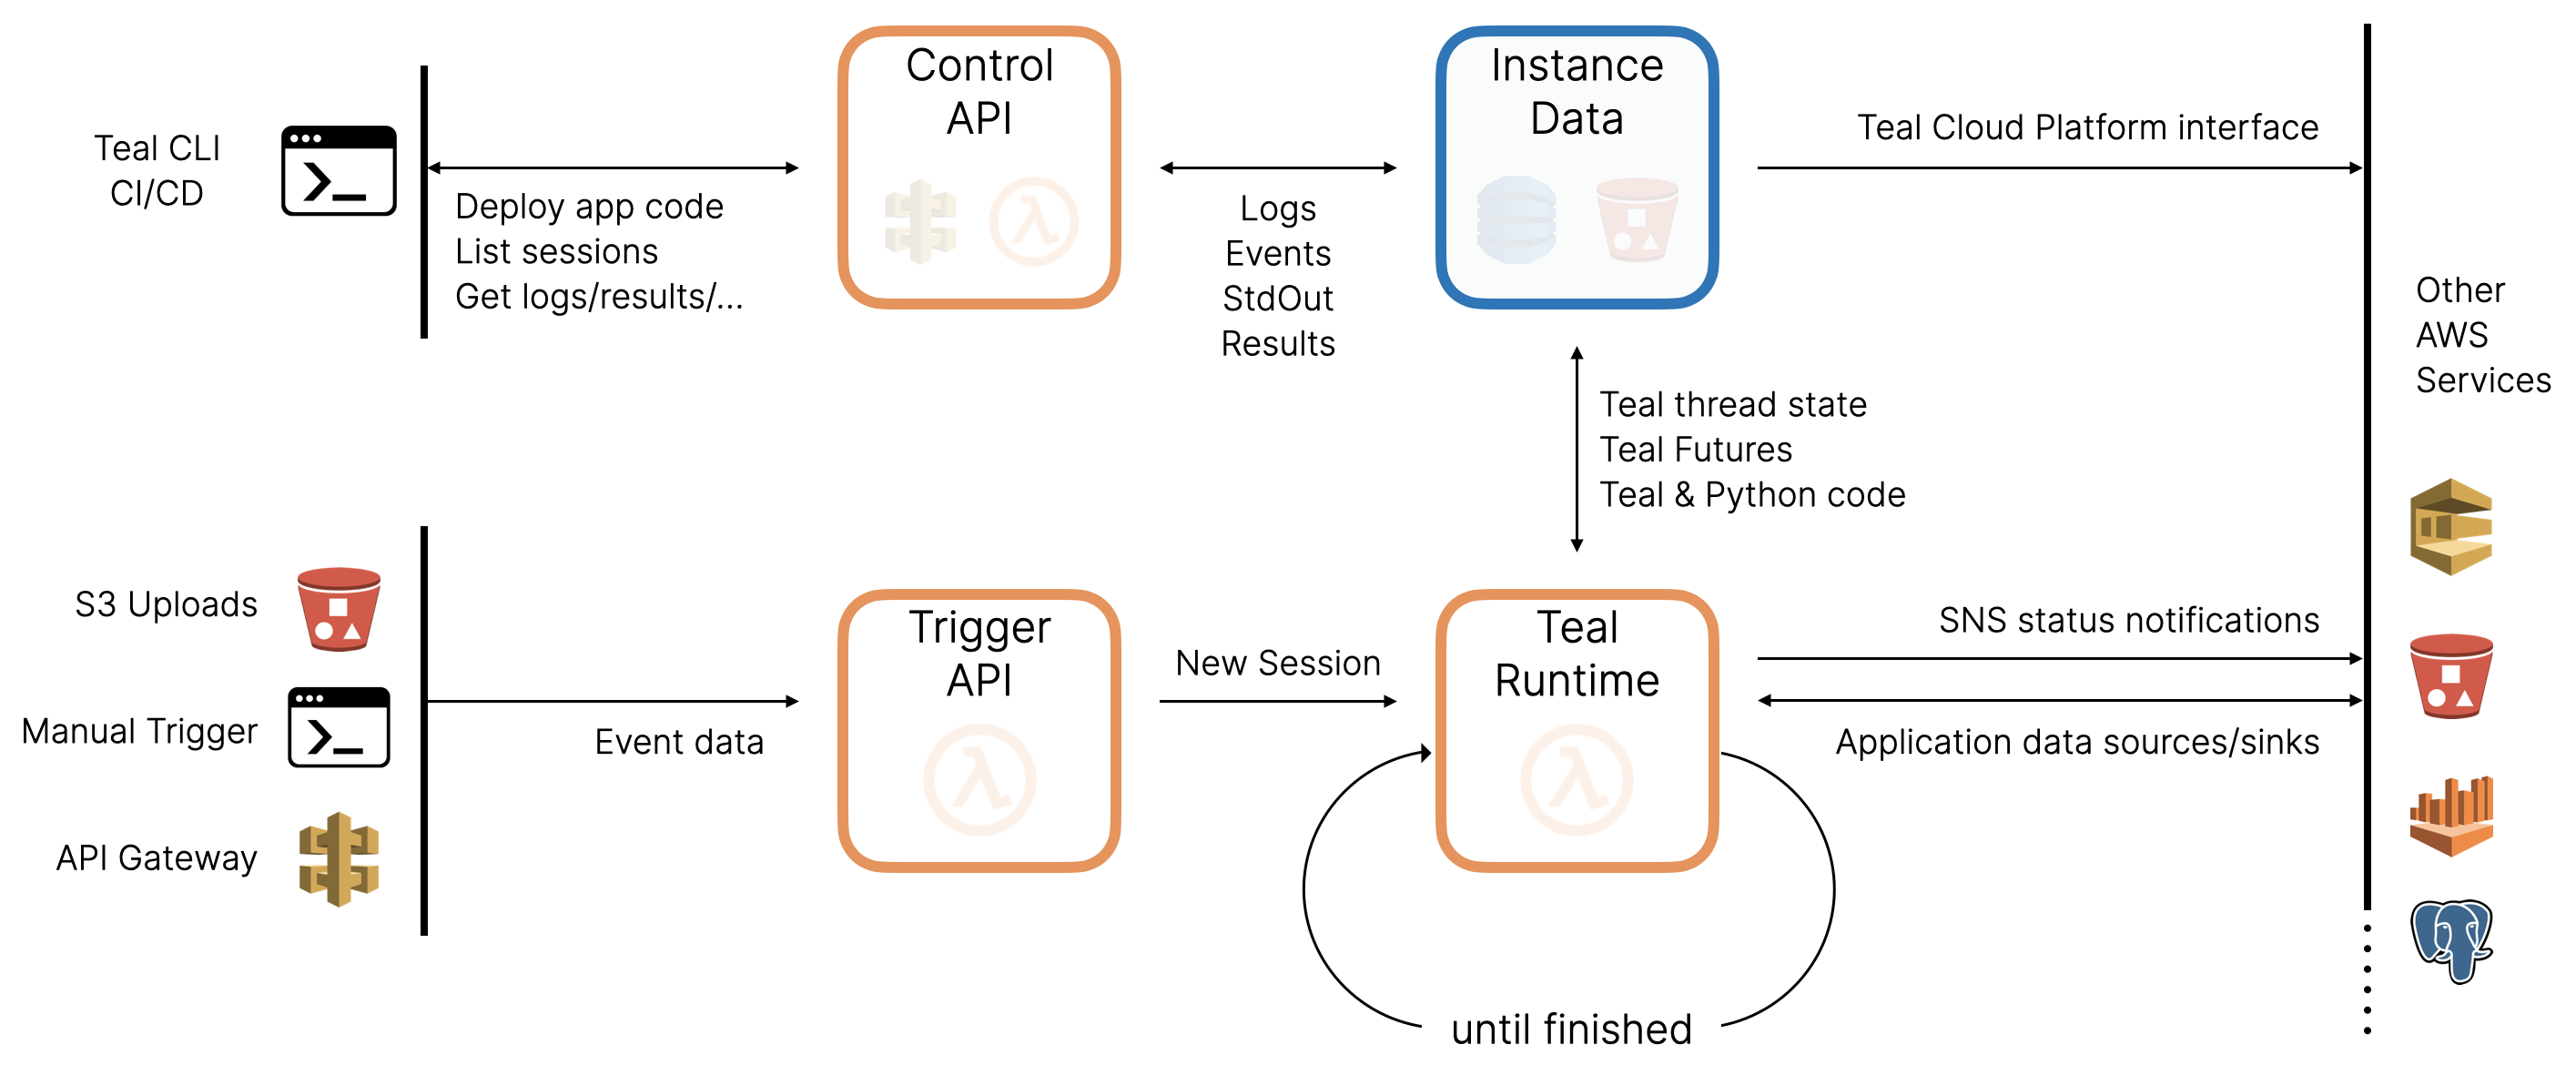 Teal CLI
CI/CD
Deploy app code
List sessions
Get logs/results/...
Control
API
Logs
Events
StdOut
Results
Instance
Data
Teal Cloud Platform interface
Other
AWS
Services
Teal thread state
Teal Futures
Teal & Python code
S3 Uploads
Manual Trigger
API Gateway
Event data
Trigger
API
New Session
Teal
Runtime
SNS status notifications
Application data sources/sinks
until finished